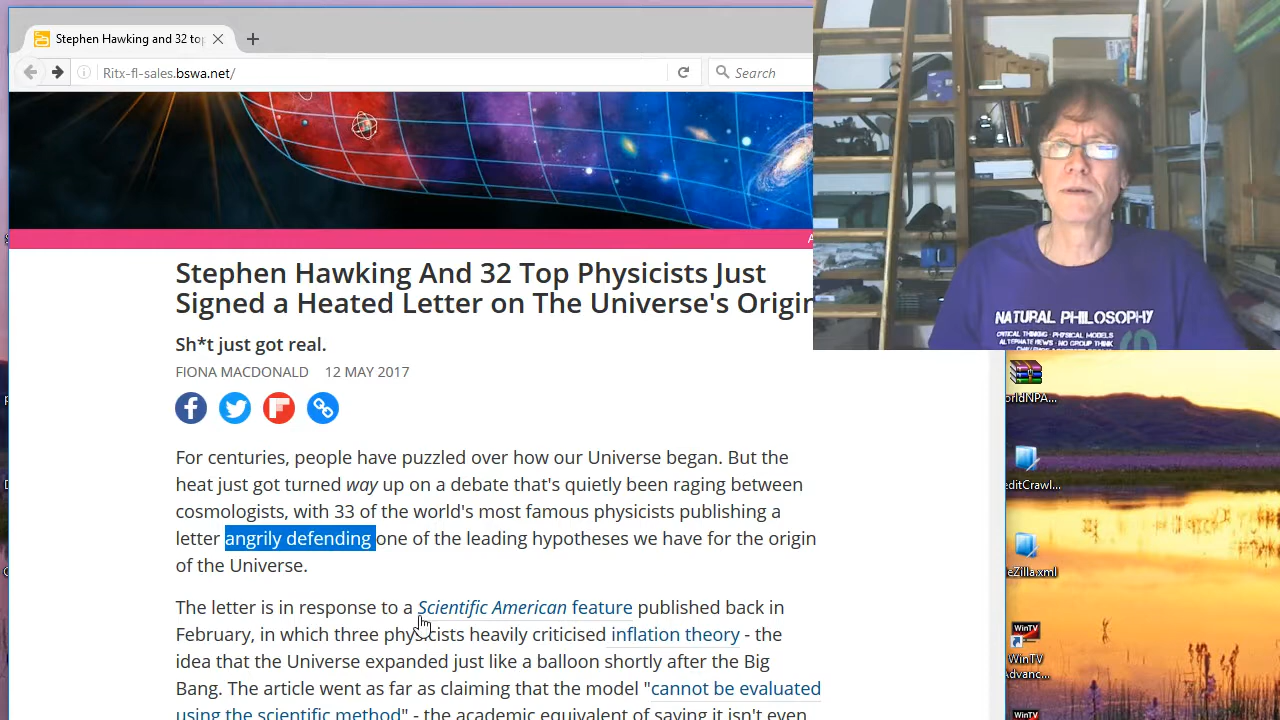 Stephen Hawking and 32 top
Ritx-fl-sales.bswa.net/
Search
A
Stephen Hawking And 32 Top Physicists Just
Signed a Heated Letter on The Universe's Origin
Sh*t just got real.
FIONA MACDONALD 12 MAY 2017
For centuries, people have puzzled over how our Universe began. But the
heat just got turned way up on a debate that's quietly been raging between
cosmologists, with 33 of the world's most famous physicists publishing a
letter angrily defending one of the leading hypotheses we have for the origin
of the Universe.
The letter is in response to a Scientific American feature published back in
February, in which three physicists heavily criticised inflation theory - the
idea that the Universe expanded just like a balloon shortly after the Big
Bang. The article went as far as claiming that the model "cannot be evaluated
using the scientific method" - the academic equivalent of saying it isn't even
NATURAL PHILOSOPHY
CRITICAL THINKING · PHYSICAL MODELS
ALTERNATE NEWS · NO GROUP THINK
orldNPA...
editCrawl...
eZilla.xml
WinTV
WinTV
Advanc...
WinTV